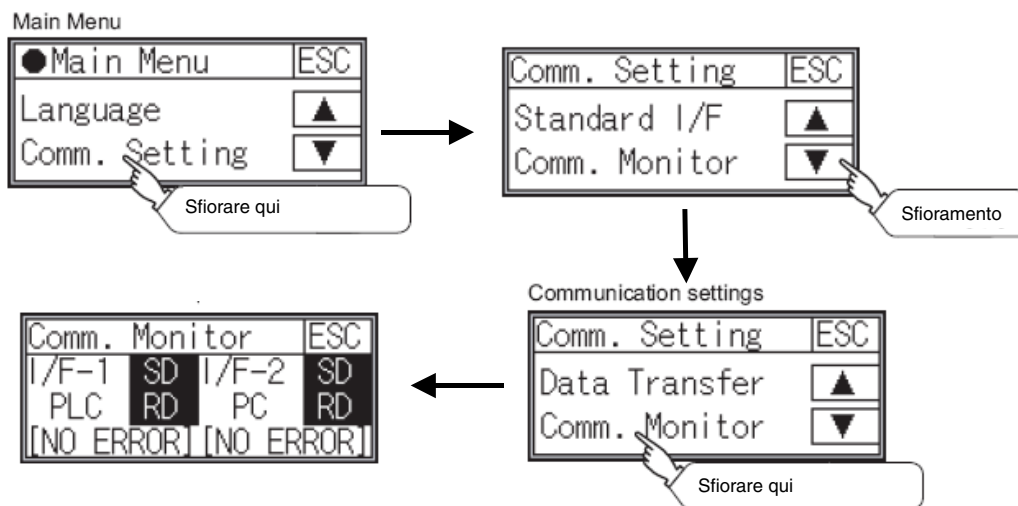 Main Menu
●Main Menu ESC
Language ▲
Comm. Setting ▼
Sfiorare qui
Comm. Setting ESC
Standard I/F ▲
Comm. Monitor ▼
Sfioramento
Communication settings
Comm. Setting ESC
Data Transfer ▲
Comm. Monitor ▼
Sfiorare qui
Comm. Monitor ESC
I/F-1 SD I/F-2 SD
PLC RD PC RD
[NO ERROR] [NO ERROR]